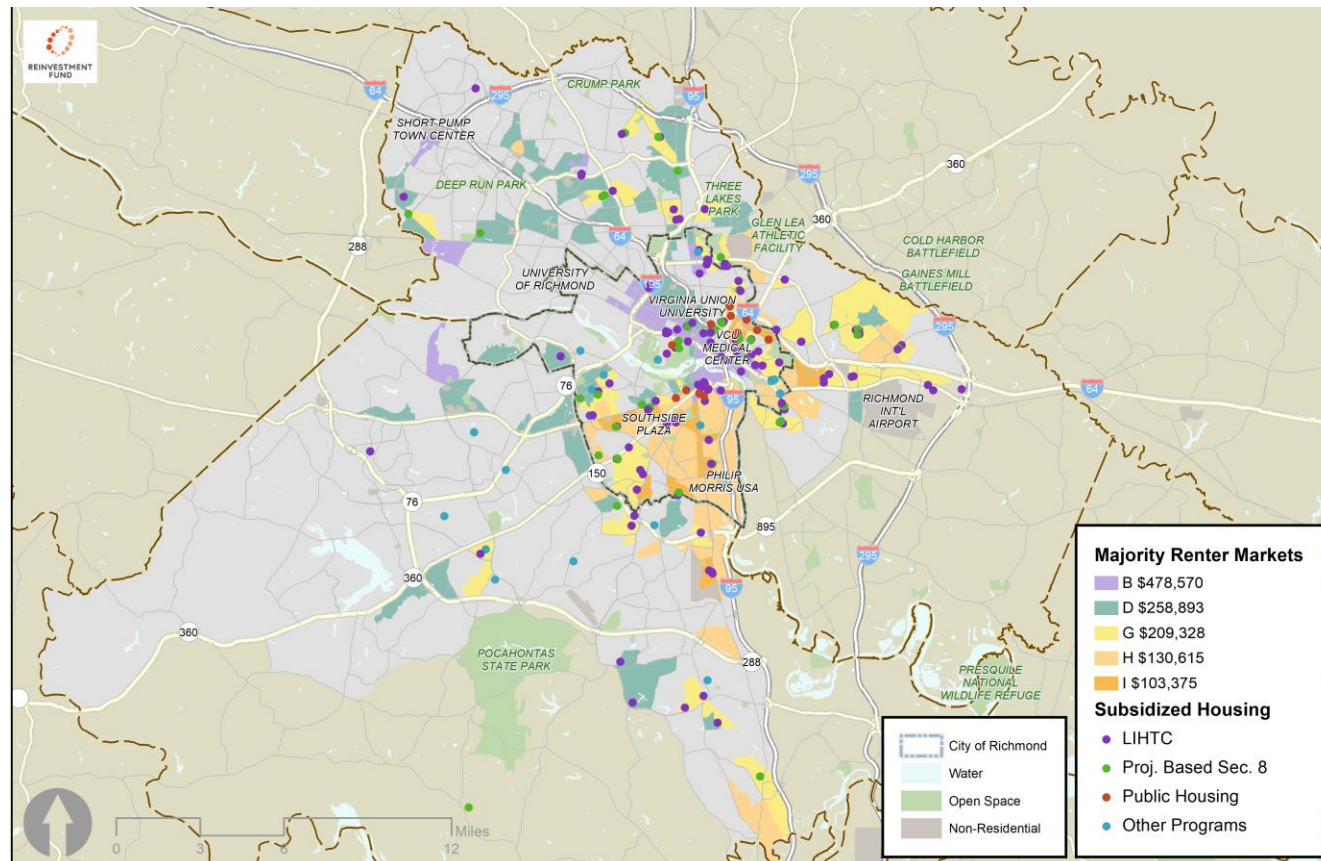 REINVESTMENT
FUND
64
295
CRUMP PARK
95
SHORT PUMP
TOWN CENTER
360
295
DEEP RUN PARK
THREE
LAKES
PARK
GLEN LEA
ATHLETIC
FACILITY
360
64
288
COLD HARBOR
BATTLEFIELD
GAINES MILL
BATTLEFIELD
UNIVERSITY
OF RICHMOND
195
VIRGINIA UNION
UNIVERSITY
64
295
VCU
MEDICAL
CENTER
76
95
64
RICHMOND
INT'L
AIRPORT
SOUTHSIDE
PLAZA
150
PHILIP
MORRIS USA
76
895
295
360
95
360
288
POCAHONTAS
STATE PARK
PRESQUILE
NATIONAL
WILDLIFE REFUGE
Majority Renter Markets
B $478,570
D $258,893
G $209,328
H $130,615
I $103,375
Subsidized Housing
LIHTC
Proj. Based Sec. 8
Public Housing
Other Programs
City of Richmond
Water
Open Space
Non-Residential
Miles
0 3 6 12